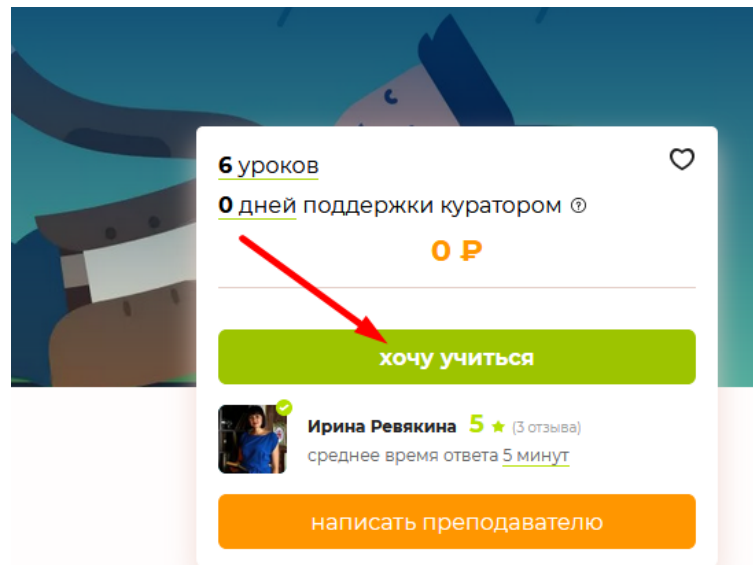 6 уроков
0 дней поддержки куратором ?
0 ₽
хочу учиться
Ирина Ревякина 5 ★ (3 отзыва)
среднее время ответа 5 минут
написать преподавателю